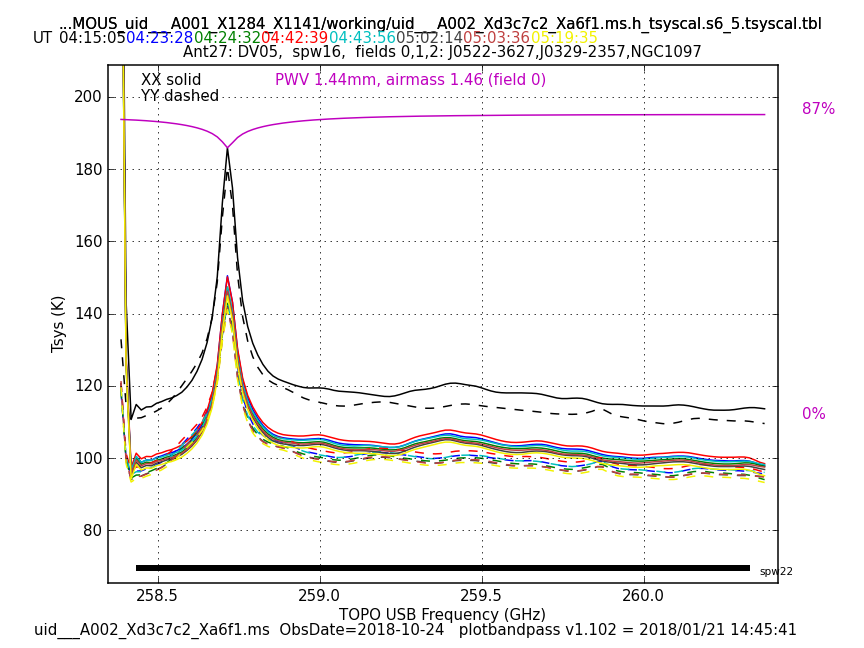 ...MOUS_uid___A001_X1284_X1141/working/uid___A002_Xd3c7c2_Xa6f1.ms.h_tsyscal.s6_5.tsyscal.tbl
UT 04:15:05 04:23:28 04:24:32 04:42:39 04:43:56 05:02:14 05:03:36 05:19:35
Ant27: DV05, spw16, fields 0,1,2: J0522-3627,J0329-2357,NGC1097
XX solid
YY dashed
PWV 1.44mm, airmass 1.46 (field 0)
87%
0%
200
180
160
140
120
100
80
Tsys (K)
spw22
258.5 259.0 259.5 260.0
TOPO USB Frequency (GHz)
uid___A002_Xd3c7c2_Xa6f1.ms ObsDate=2018-10-24 plotbandpass v1.102 = 2018/01/21 14:45:41